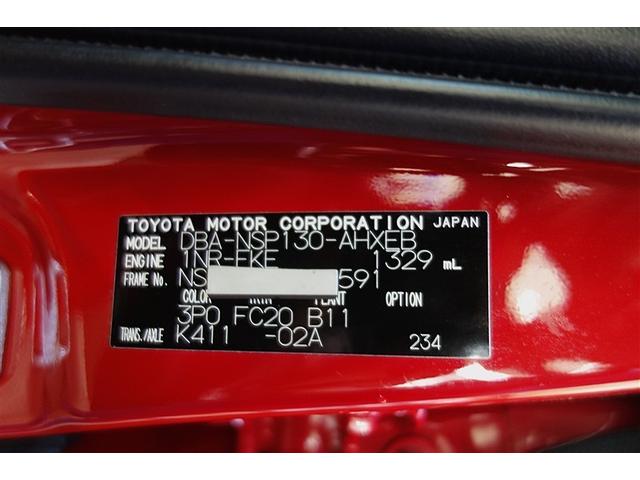 TOYOTA MOTOR CORPORATION JAPAN
MODEL DBA-NSP130-AHXEB
ENGINE 1NR-FKE 1329 mL
FRAME NO. NS 591
COLOR TRIM PLANT OPTION
3P0 FC20 B11
TRANS./AXLE K411 -02A 234